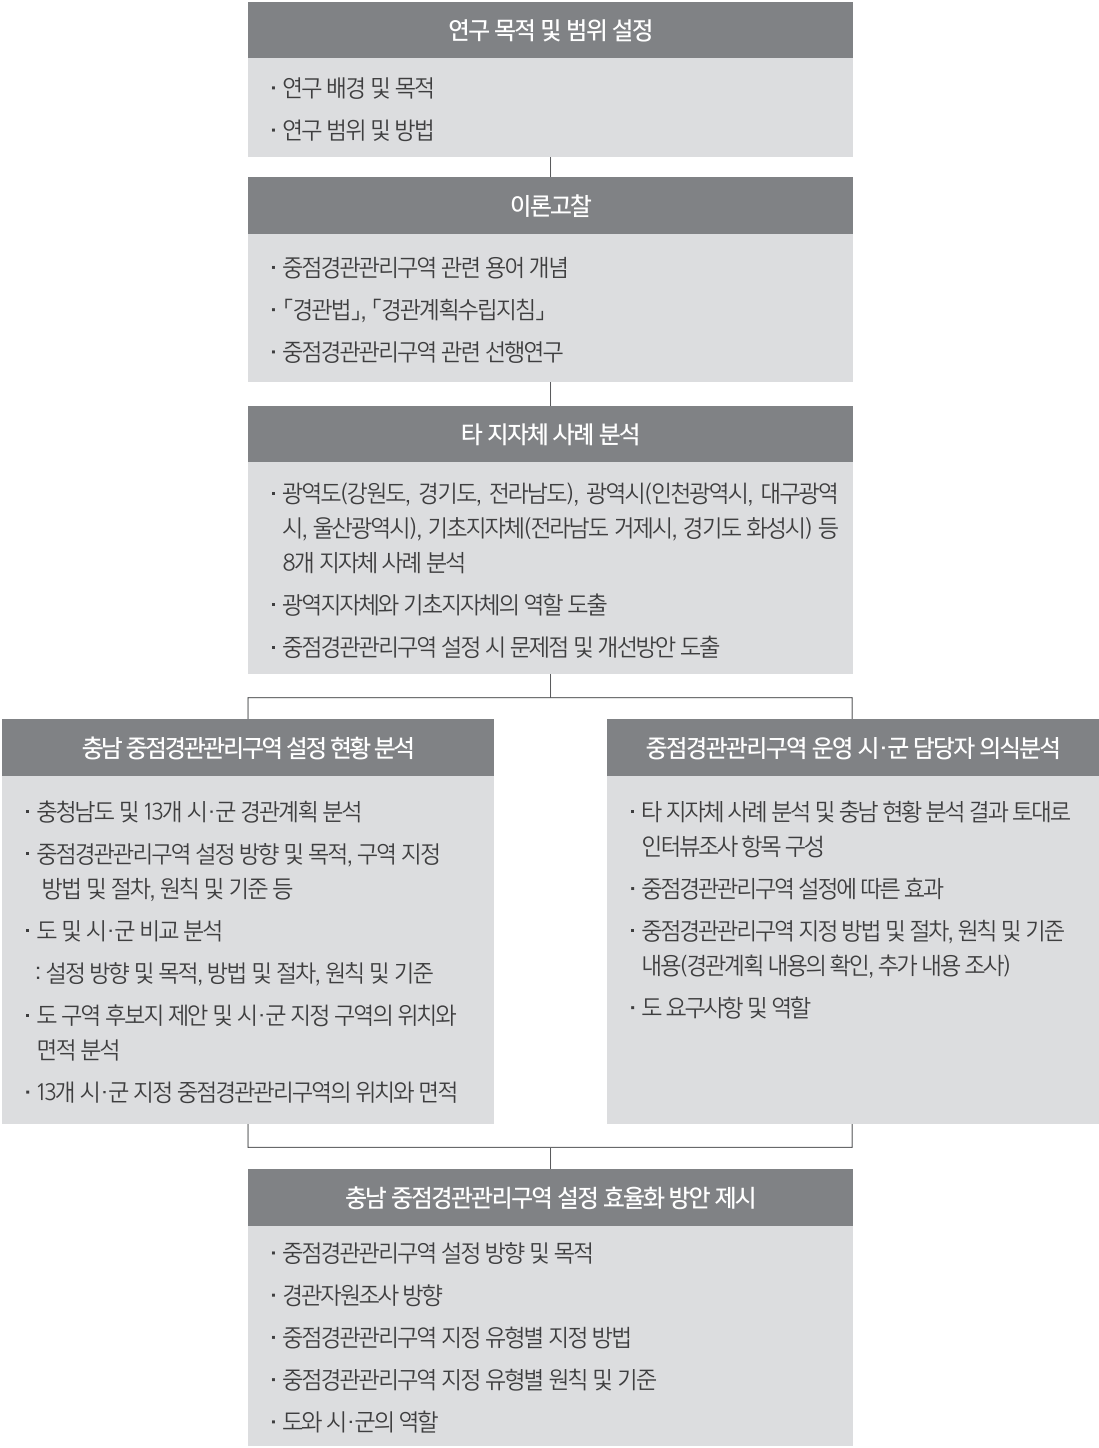 연구 목적 및 범위 설정
· 연구 배경 및 목적
· 연구 범위 및 방법
이론고찰
· 중점경관관리구역 관련 용어 개념
· 「경관법」, 「경관계획수립지침」
· 중점경관관리구역 관련 선행연구
타 지자체 사례 분석
· 광역도(강원도, 경기도, 전라남도), 광역시(인천광역시, 대구광역
시, 울산광역시), 기초지자체(전라남도 거제시, 경기도 화성시) 등
8개 지자체 사례 분석
· 광역지자체와 기초지자체의 역할 도출
· 중점경관관리구역 설정 시 문제점 및 개선방안 도출
충남 중점경관관리구역 설정 현황 분석
· 충청남도 및 13개 시·군 경관계획 분석
· 중점경관관리구역 설정 방향 및 목적, 구역 지정
방법 및 절차, 원칙 및 기준 등
· 도 및 시·군 비교 분석
: 설정 방향 및 목적, 방법 및 절차, 원칙 및 기준
· 도 구역 후보지 제안 및 시·군 지정 구역의 위치와
면적 분석
· 13개 시·군 지정 중점경관관리구역의 위치와 면적
중점경관관리구역 운영 시·군 담당자 의식분석
· 타 지자체 사례 분석 및 충남 현황 분석 결과 토대로
인터뷰조사 항목 구성
· 중점경관관리구역 설정에 따른 효과
· 중점경관관리구역 지정 방법 및 절차, 원칙 및 기준
내용(경관계획 내용의 확인, 추가 내용 조사)
· 도 요구사항 및 역할
충남 중점경관관리구역 설정 효율화 방안 제시
· 중점경관관리구역 설정 방향 및 목적
· 경관자원조사 방향
· 중점경관관리구역 지정 유형별 지정 방법
· 중점경관관리구역 지정 유형별 원칙 및 기준
· 도와 시·군의 역할